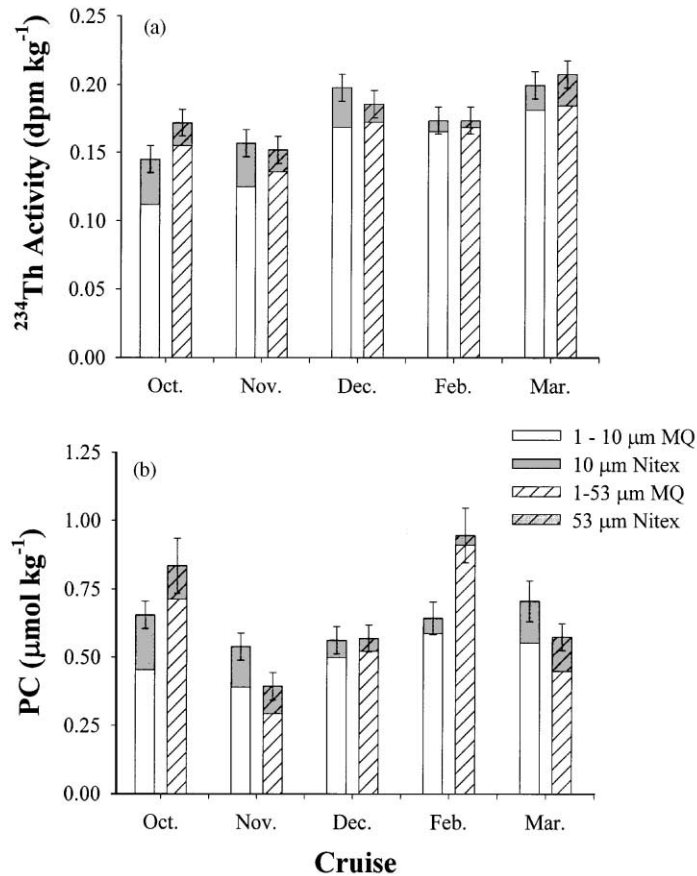 (a)
²³⁴Th Activity (dpm kg⁻¹)
0.25
0.20
0.15
0.10
0.05
0.00
Oct. Nov. Dec. Feb. Mar.
1 - 10 μm MQ
10 μm Nitex
1-53 μm MQ
53 μm Nitex
(b)
PC (μmol kg⁻¹)
1.25
1.00
0.75
0.50
0.25
0.00
Oct. Nov. Dec. Feb. Mar.
Cruise